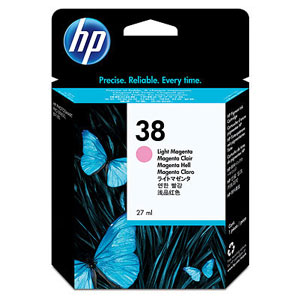 hp
Precise. Reliable. Every time.
38
Light Magenta
Magenta Clair
Magenta Hell
Magenta Claro
ライトマゼンタ
연한 빨강
浅品红色
27 ml